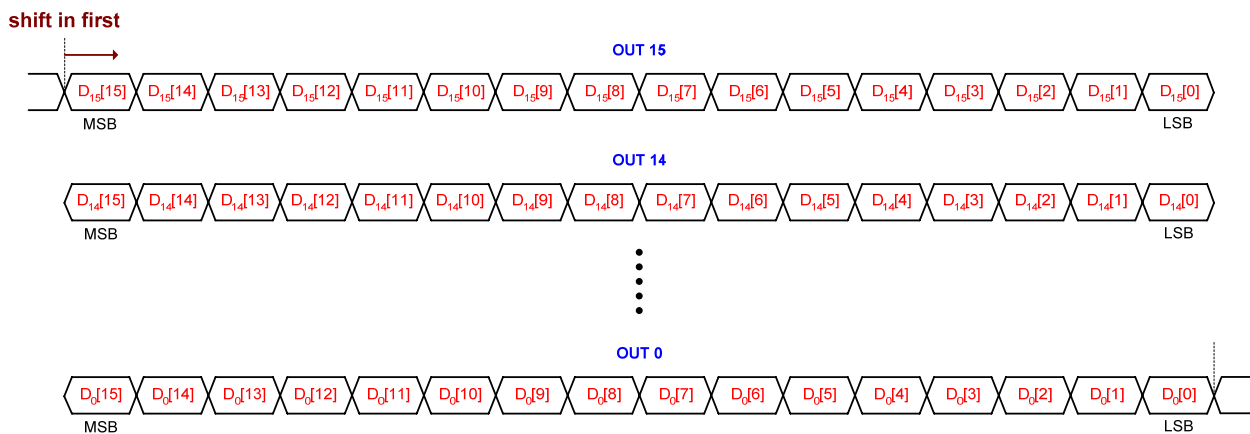 shift in first
OUT 15
D15[15] D15[14] D15[13] D15[12] D15[11] D15[10] D15[9] D15[8] D15[7] D15[6] D15[5] D15[4] D15[3] D15[2] D15[1] D15[0]
MSB LSB
OUT 14
D14[15] D14[14] D14[13] D14[12] D14[11] D14[10] D14[9] D14[8] D14[7] D14[6] D14[5] D14[4] D14[3] D14[2] D14[1] D14[0]
MSB LSB
OUT 0
D0[15] D0[14] D0[13] D0[12] D0[11] D0[10] D0[9] D0[8] D0[7] D0[6] D0[5] D0[4] D0[3] D0[2] D0[1] D0[0]
MSB LSB